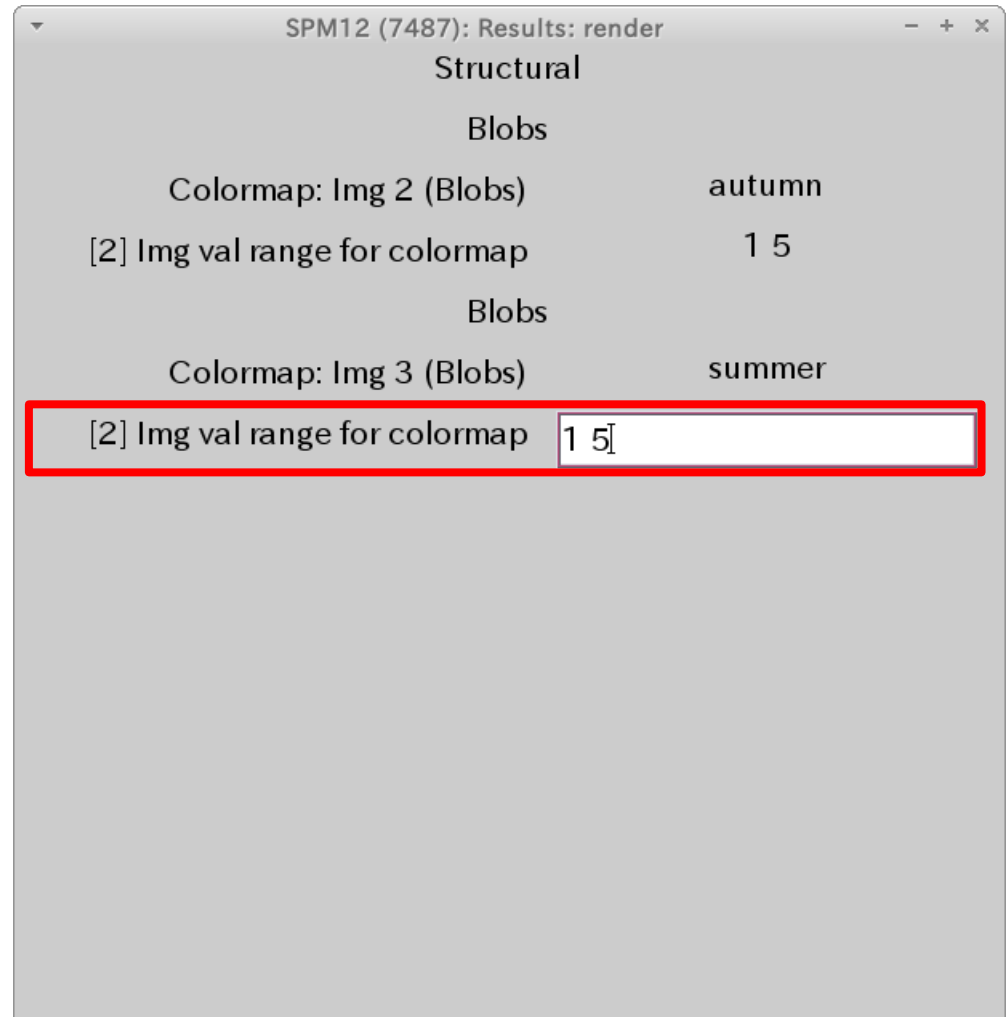 SPM12 (7487): Results: render
Structural
Blobs
Colormap: Img 2 (Blobs) autumn
[2] Img val range for colormap 1 5
Blobs
Colormap: Img 3 (Blobs) summer
[2] Img val range for colormap 1 5